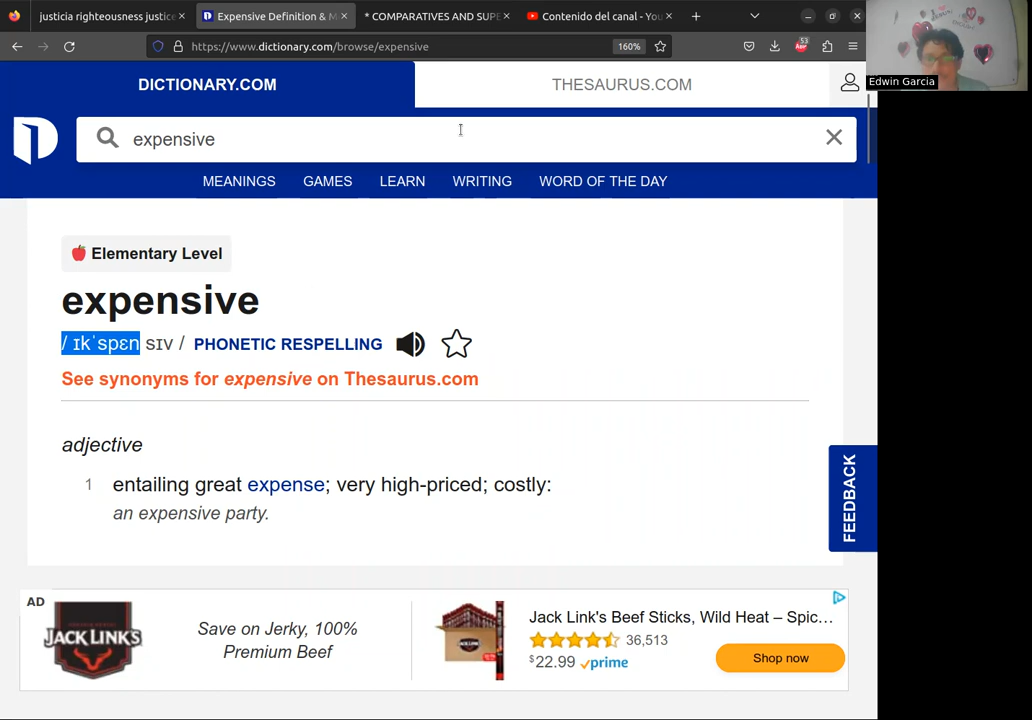 justicia righteousness justice
Expensive Definition & M
* COMPARATIVES AND SUPE
Contenido del canal - You
https://www.dictionary.com/browse/expensive
160%
53
Edwin Garcia
DICTIONARY.COM
THESAURUS.COM
expensive
MEANINGS GAMES LEARN WRITING WORD OF THE DAY
Elementary Level
expensive
/ ɪkˈspɛn sɪv / PHONETIC RESPELLING
See synonyms for expensive on Thesaurus.com
adjective
1 entailing great expense; very high-priced; costly:
an expensive party.
FEEDBACK
AD
JACK LINK'S
Save on Jerky, 100%
Premium Beef
Jack Link's Beef Sticks, Wild Heat – Spic...
36,513
$22.99 prime
Shop now